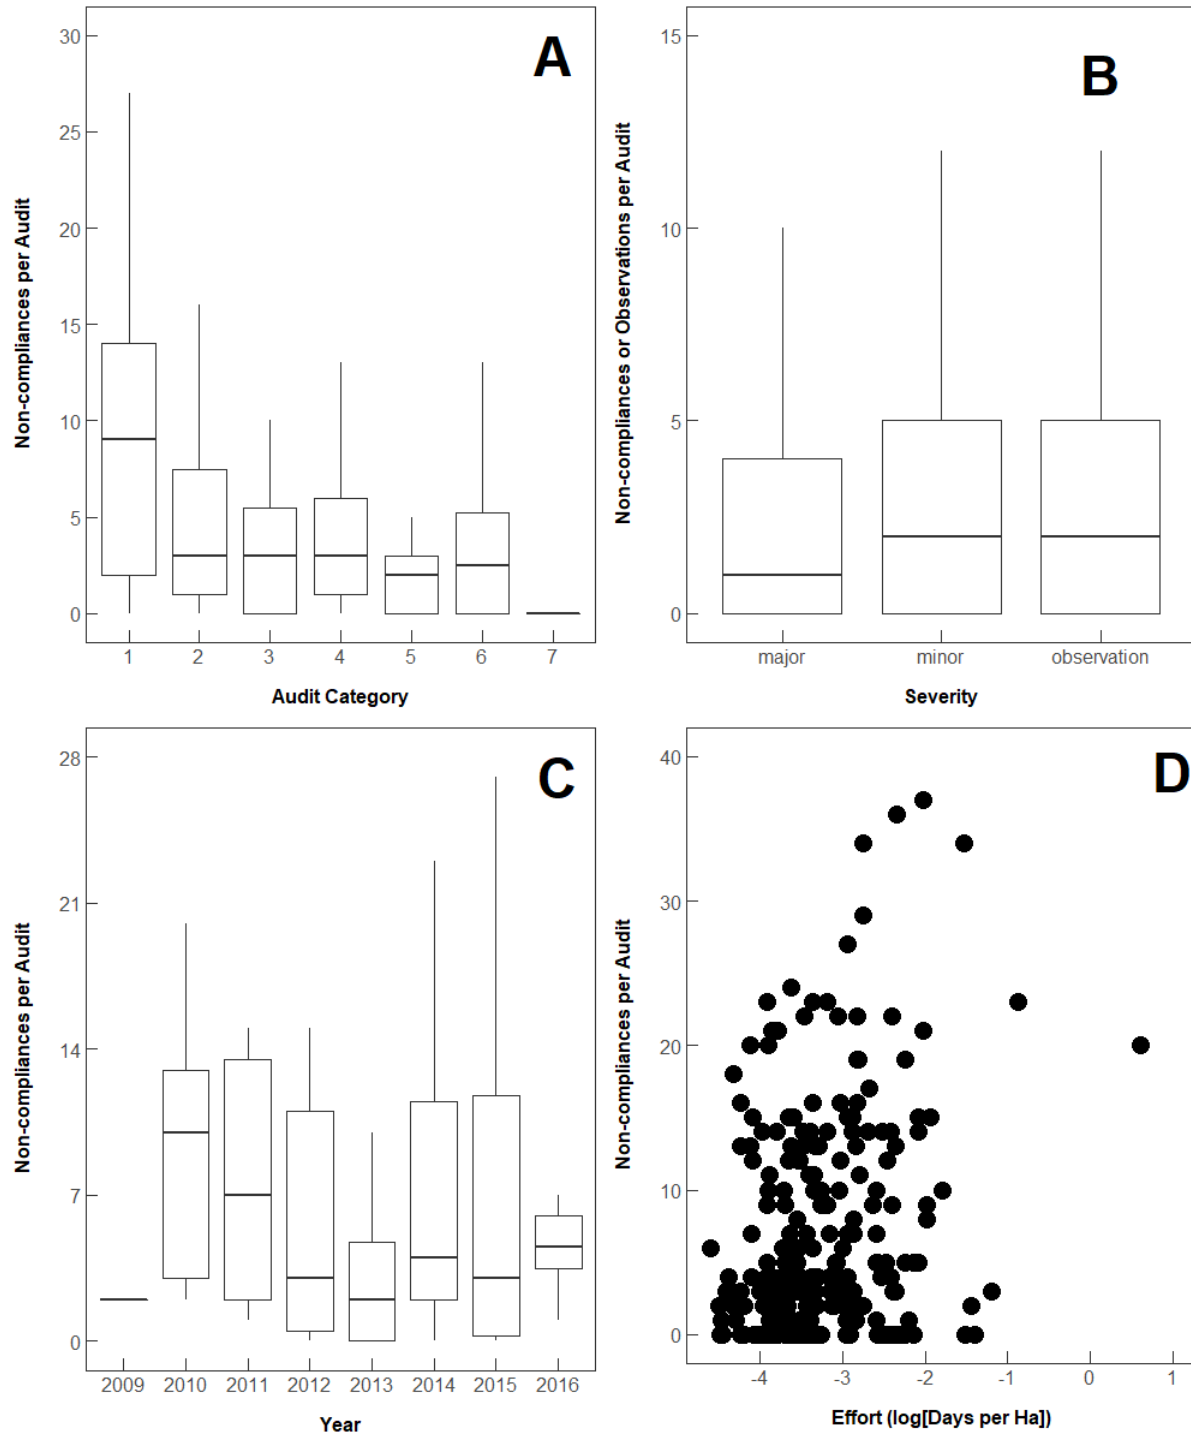 A
Non-compliances per Audit
30
25
20
15
10
5
0
1 2 3 4 5 6 7
Audit Category
B
Non-compliances or Observations per Audit
15
10
5
0
major minor observation
Severity
C
Non-compliances per Audit
28
21
14
7
0
2009 2010 2011 2012 2013 2014 2015 2016
Year
D
Non-compliances per Audit
40
30
20
10
0
-4 -3 -2 -1 0 1
Effort (log[Days per Ha])